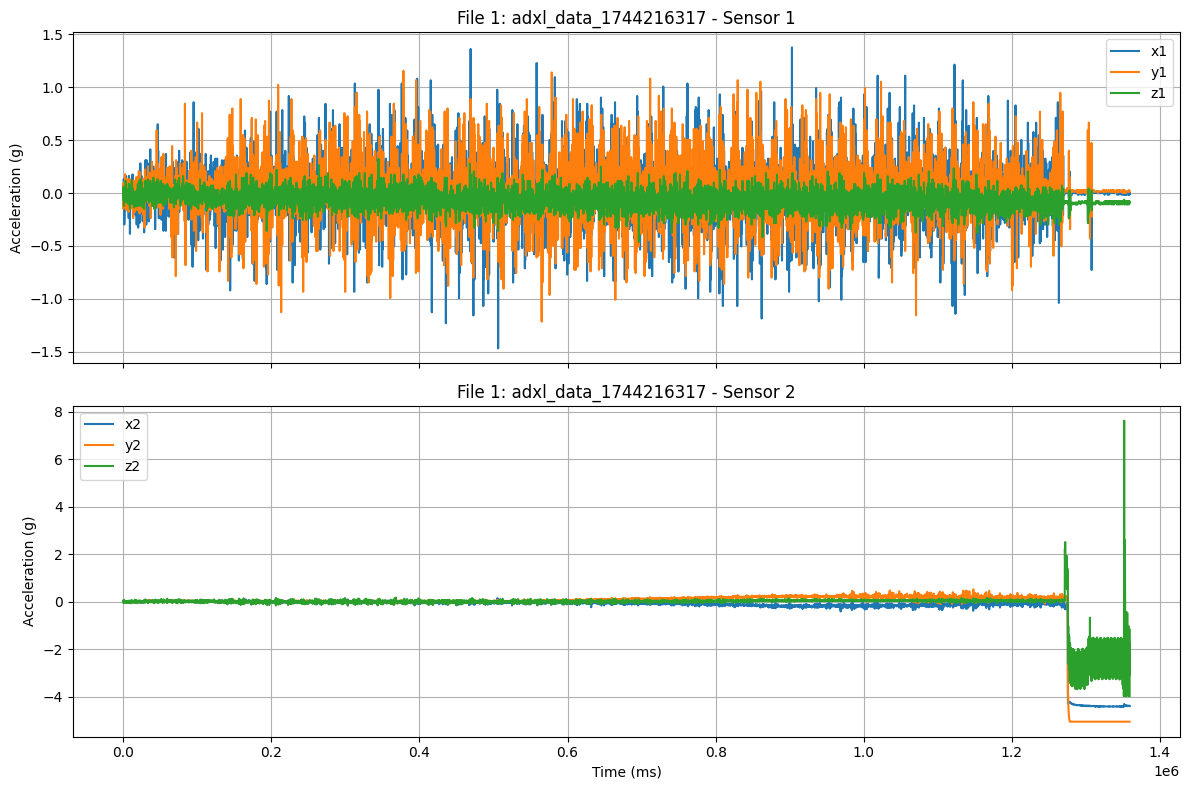 File 1: adxl_data_1744216317 - Sensor 1
1.5
1.0
0.5
0.0
-0.5
-1.0
-1.5
Acceleration (g)
x1
y1
z1
File 1: adxl_data_1744216317 - Sensor 2
8
6
4
2
0
−2
−4
Acceleration (g)
x2
y2
z2
0.0 0.2 0.4 0.6 0.8 1.0 1.2 1.4
1e6
Time (ms)